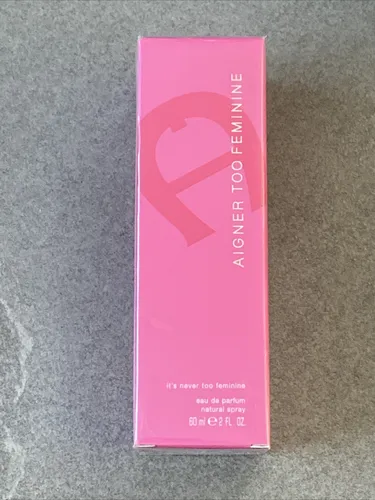 AIGNER TOO FEMININE
it's never too feminine
eau de parfum
natural spray
60 ml ℮ 2 FL. OZ.